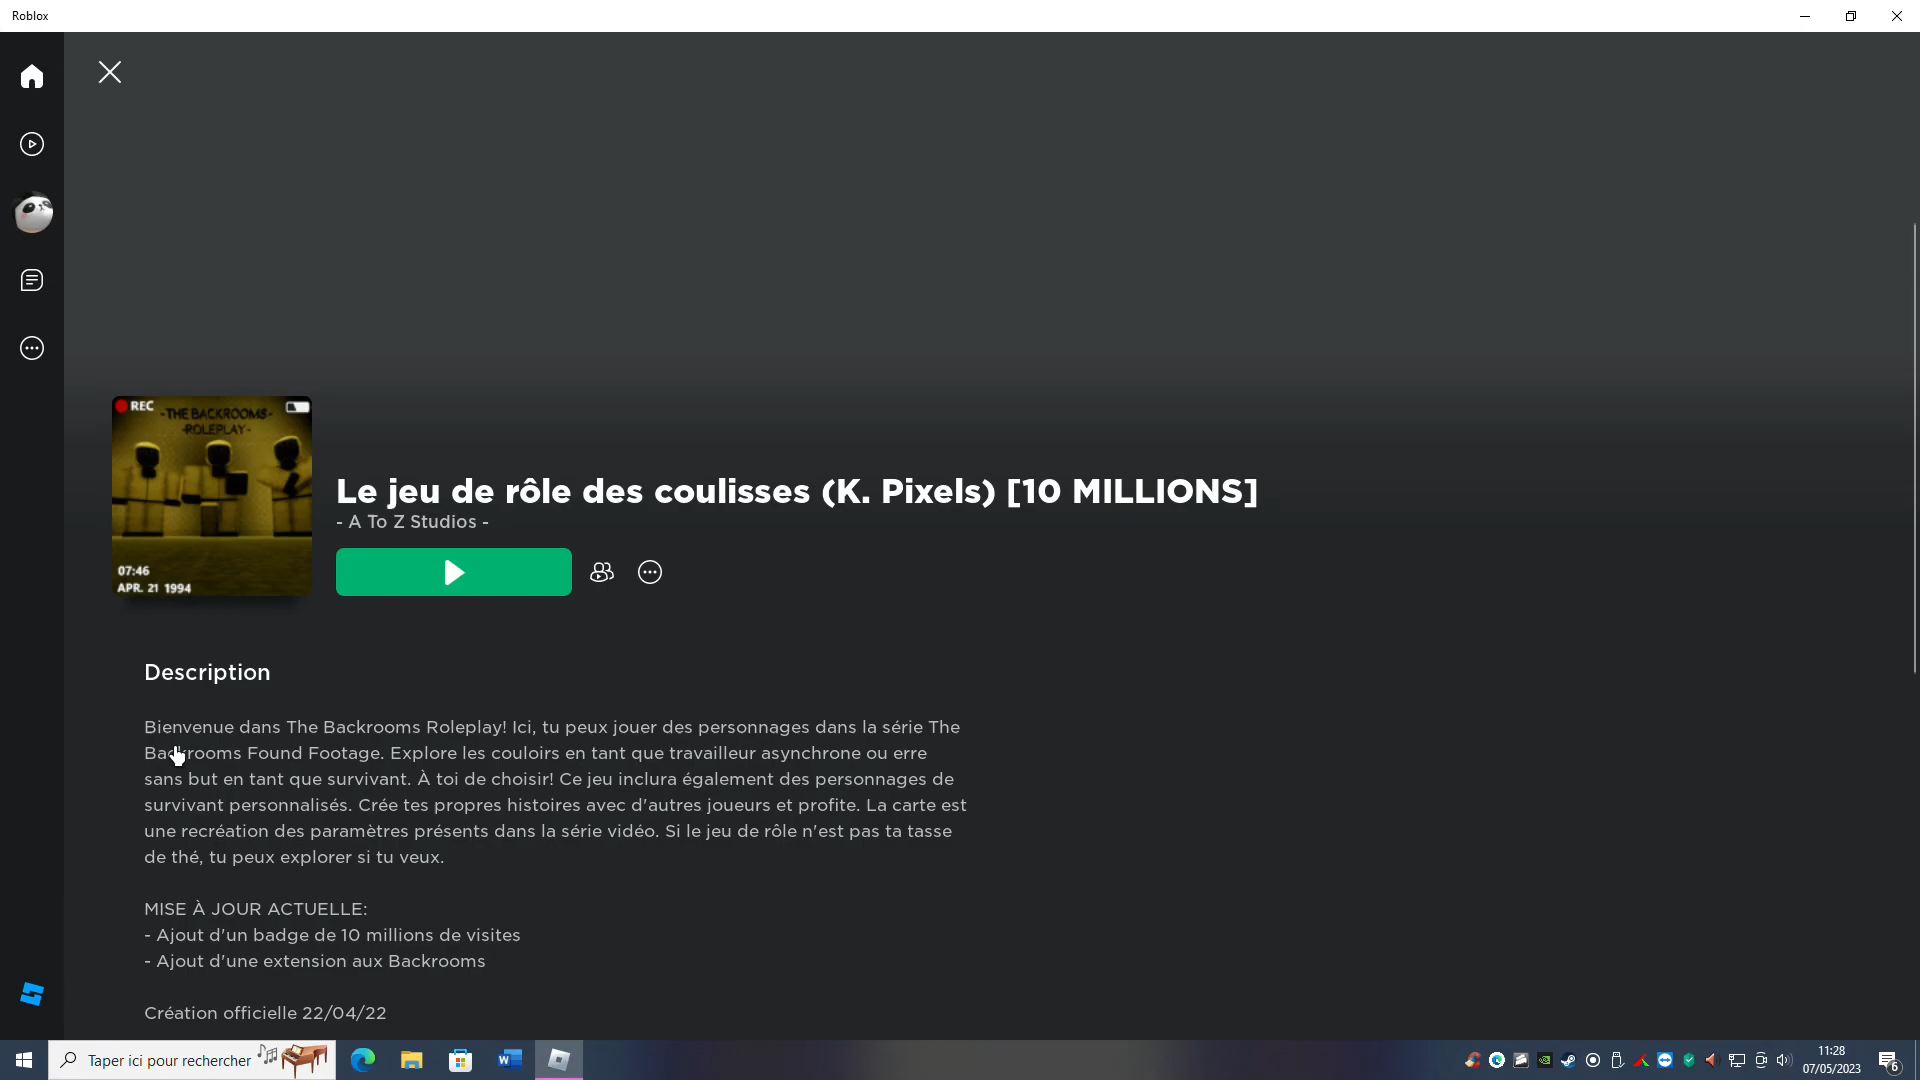 Roblox
REC
-THE BACKROOMS-
-ROLEPLAY-
07:46
APR. 21 1994
Le jeu de rôle des coulisses (K. Pixels) [10 MILLIONS]
- A To Z Studios -
Description
Bienvenue dans The Backrooms Roleplay! Ici, tu peux jouer des personnages dans la série The
Backrooms Found Footage. Explore les couloirs en tant que travailleur asynchrone ou erre
sans but en tant que survivant. À toi de choisir! Ce jeu inclura également des personnages de
survivant personnalisés. Crée tes propres histoires avec d'autres joueurs et profite. La carte est
une recréation des paramètres présents dans la série vidéo. Si le jeu de rôle n'est pas ta tasse
de thé, tu peux explorer si tu veux.
MISE À JOUR ACTUELLE:
- Ajout d'un badge de 10 millions de visites
- Ajout d'une extension aux Backrooms
Création officielle 22/04/22
Taper ici pour rechercher
11:28
07/05/2023
6